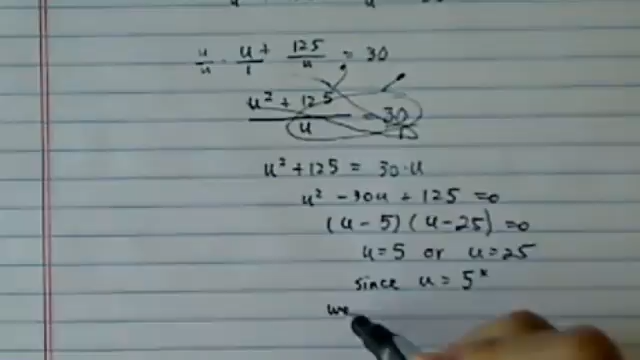 u/u · u/1 + 125/u = 30
(u² + 125)/u = 30
u² + 125 = 30·u
u² - 30u + 125 = 0
(u - 5)(u - 25) = 0
u = 5 or u = 25
since u = 5ˣ
we